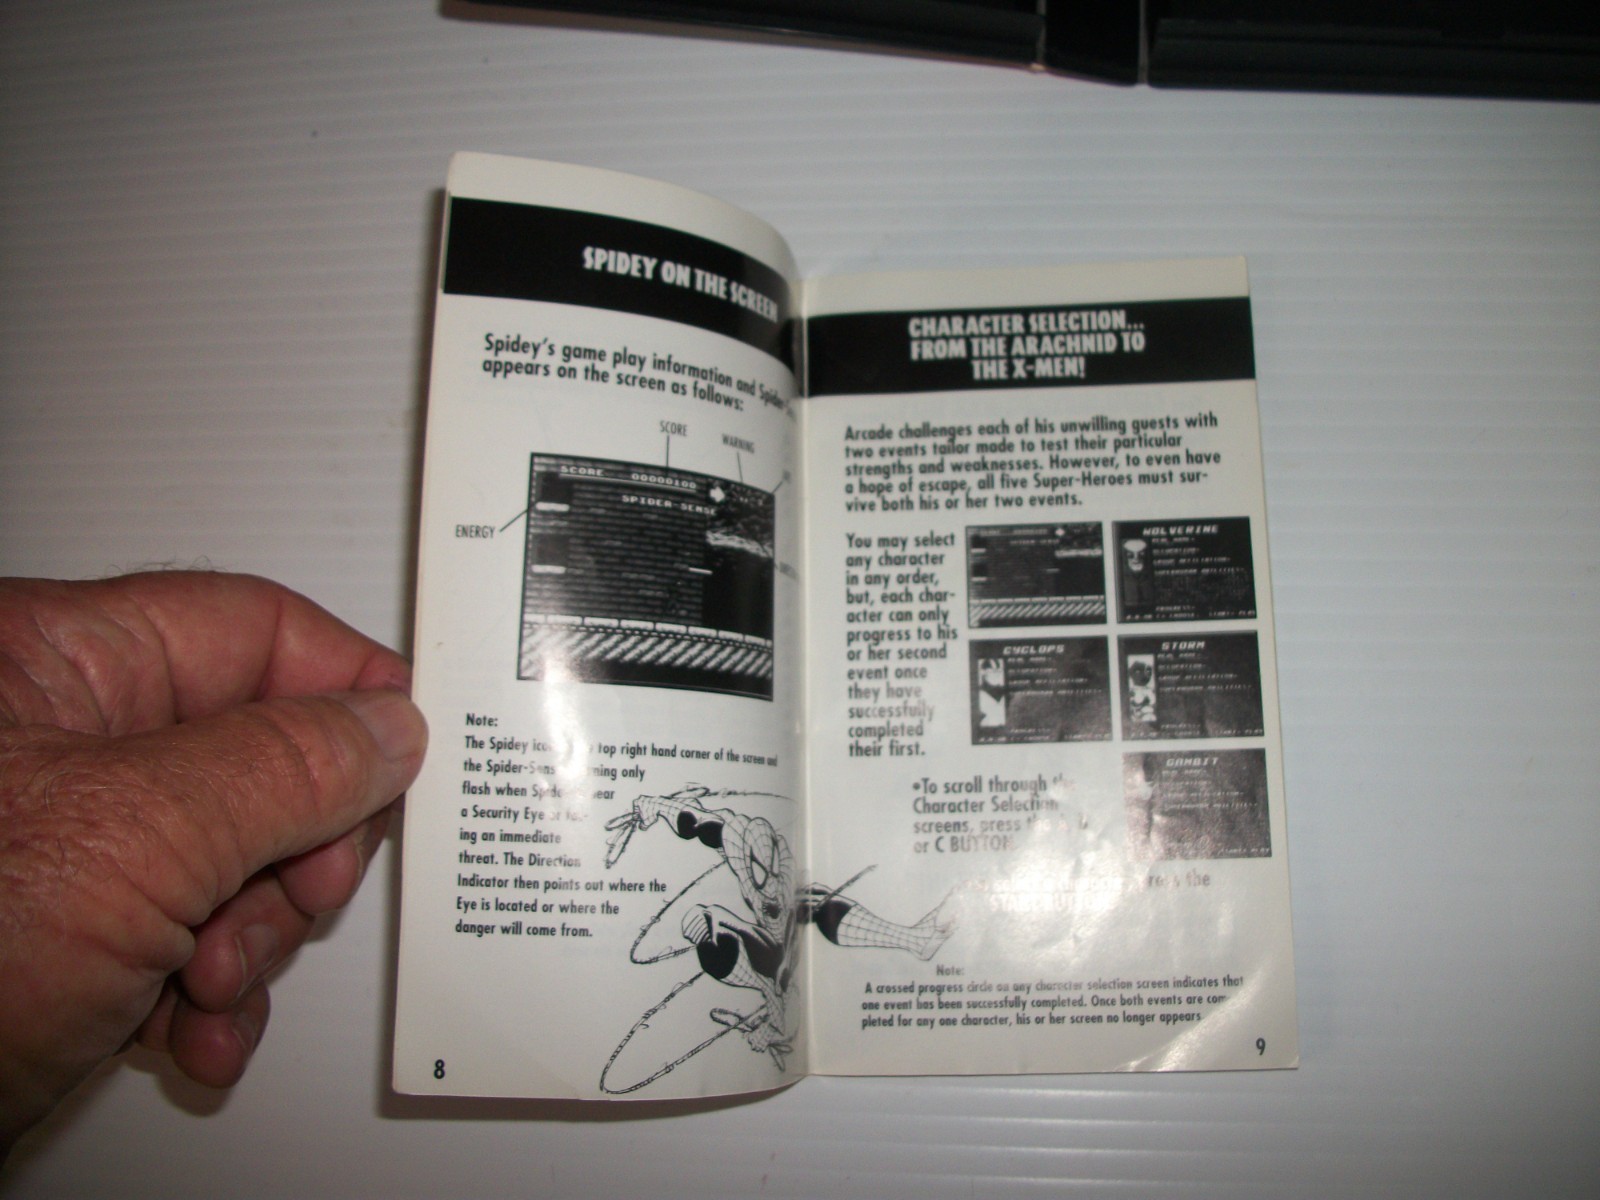 SPIDEY ON THE SCREEN
Spidey's game play information and Spider-
appears on the screen as follows:
SCORE
WARNING
ENERGY
SCORE 00000100
SPIDER-SENSE
Note:
The Spidey top right hand corner of the screen and
the only
flash when
a Security Eye or
ing an immediate
threat. The Direction
Indicator then points out where the
Eye is located or where the
danger will come from.
8
CHARACTER SELECTION...
FROM THE ARACHNID TO
THE X-MEN!
Arcade challenges each of his unwilling guests with
two events tailor made to test their particular
strengths and weaknesses. However, to even have
a hope of escape, all five Super-Heroes must sur-
vive both his or her two events.
You may select
any character
in any order,
but, each char-
acter can only
progress to his
or her second
event once
they have
successfully
completed
their first.
WOLVERINE
CYCLOPS
STORM
GAMBIT
•To scroll through the
Character Selection
screens, press
or C BUTTON
the
START BUTTON
Note:
A crossed progress circle on any character selection screen indicates that
one event has been successfully completed. Once both events are com-
pleted for any one character, his or her screen no longer appears.
9